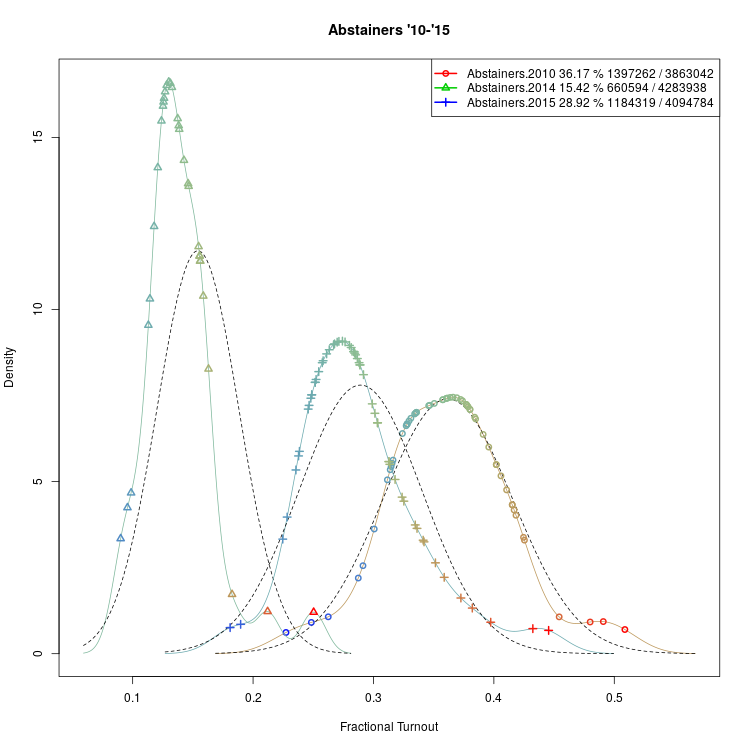 Abstainers '10-'15
Abstainers.2010 36.17 % 1397262 / 3863042
Abstainers.2014 15.42 % 660594 / 4283938
Abstainers.2015 28.92 % 1184319 / 4094784
15
10
5
0
Density
0.1 0.2 0.3 0.4 0.5
Fractional Turnout